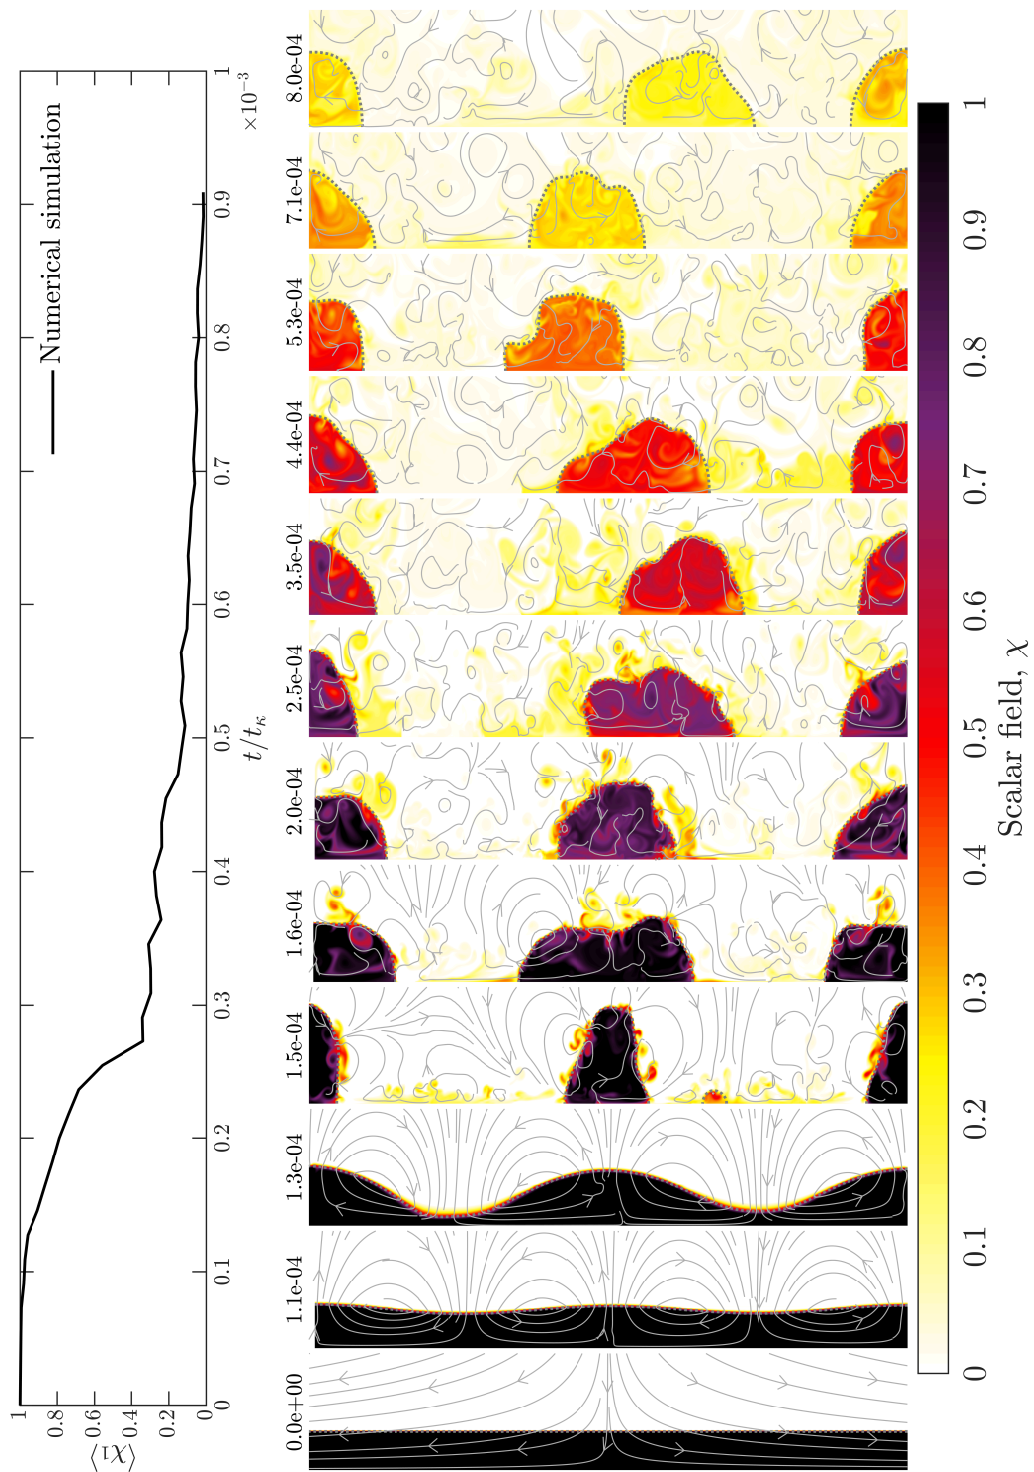 ⟨χ1⟩
1
0.8
0.6
0.4
0.2
0
0
0.1
0.2
0.3
0.4
0.5
0.6
0.7
0.8
0.9
1
×10−3
t/tκ
Numerical simulation
0.0e+00
1.1e-04
1.3e-04
1.5e-04
1.6e-04
2.0e-04
2.5e-04
3.5e-04
4.4e-04
5.3e-04
7.1e-04
8.0e-04
0
0.1
0.2
0.3
0.4
0.5
0.6
0.7
0.8
0.9
1
Scalar field, χ